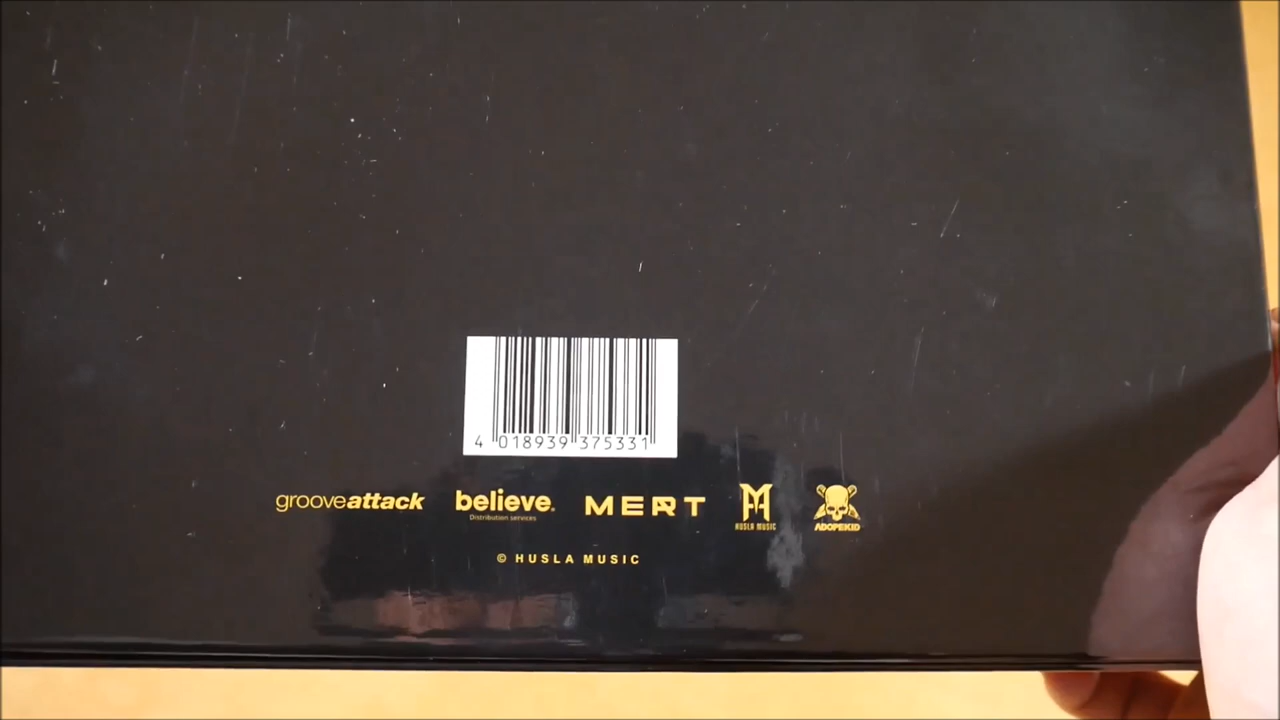 4 018939 375331
grooveattack
believe.
Distribution services
MERT
HUSLA MUSIC
ADOPEKID
© HUSLA MUSIC